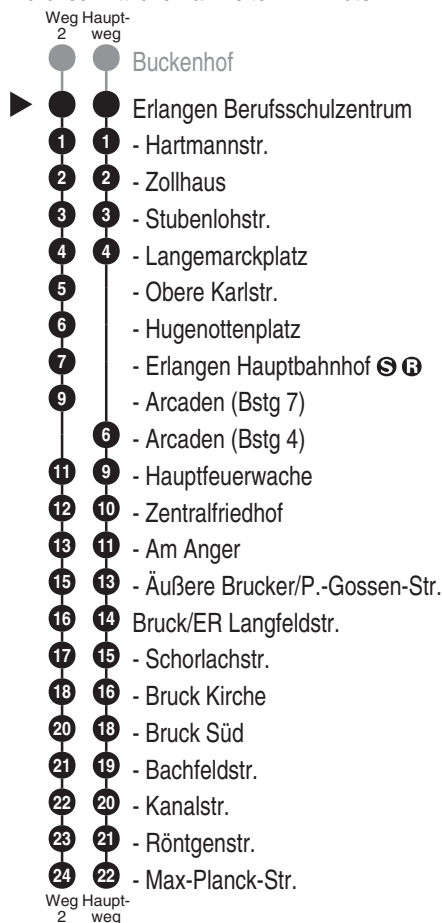 Weg Haupt-
2 weg
Buckenhof
Erlangen Berufsschulzentrum
1 1 - Hartmannstr.
2 2 - Zollhaus
3 3 - Stubenlohstr.
4 4 - Langemarckplatz
5 - Obere Karlstr.
6 - Hugenottenplatz
7 - Erlangen Hauptbahnhof S R
9 - Arcaden (Bstg 7)
6 - Arcaden (Bstg 4)
11 9 - Hauptfeuerwache
12 10 - Zentralfriedhof
13 11 - Am Anger
15 13 - Äußere Brucker/P.-Gossen-Str.
16 14 Bruck/ER Langfeldstr.
17 15 - Schorlachstr.
18 16 - Bruck Kirche
20 18 - Bruck Süd
21 19 - Bachfeldstr.
22 20 - Kanalstr.
23 21 - Röntgenstr.
24 22 - Max-Planck-Str.
Weg Haupt-
2 weg